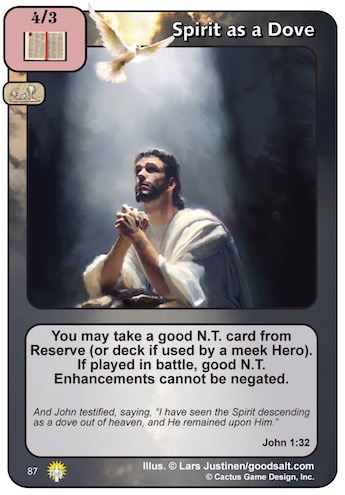 4/3
Spirit as a Dove
You may take a good N.T. card from
Reserve (or deck if used by a meek Hero).
If played in battle, good N.T.
Enhancements cannot be negated.
And John testified, saying, "I have seen the Spirit descending
as a dove out of heaven, and He remained upon Him."
John 1:32
87
Illus. © Lars Justinen/goodsalt.com
© Cactus Game Design, Inc.